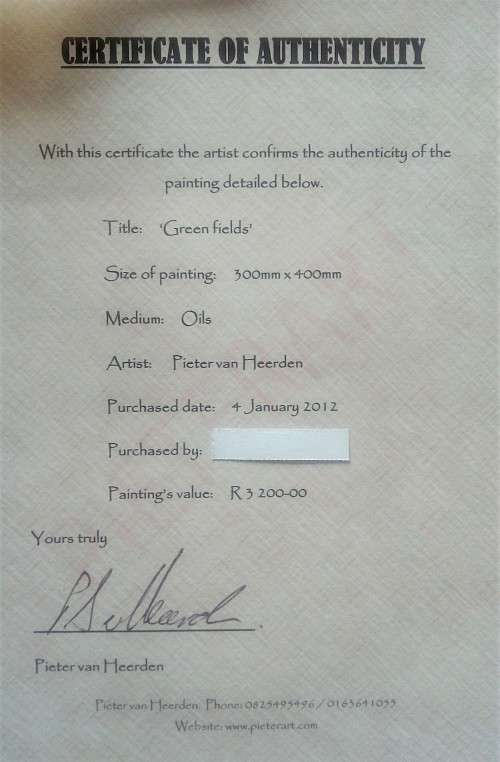 CERTIFICATE OF AUTHENTICITY
With this certificate the artist confirms the authenticity of the
painting detailed below.
Title: 'Green fields'
Size of painting: 300mm x 400mm
Medium: Oils
Artist: Pieter van Heerden
Purchased date: 4 January 2012
Purchased by:
Painting's value: R 3 200-00
Yours truly
Pieter van Heerden
Pieter van Heerden. Phone: 0825495496 / 0163641055
Website: www.pieterart.com